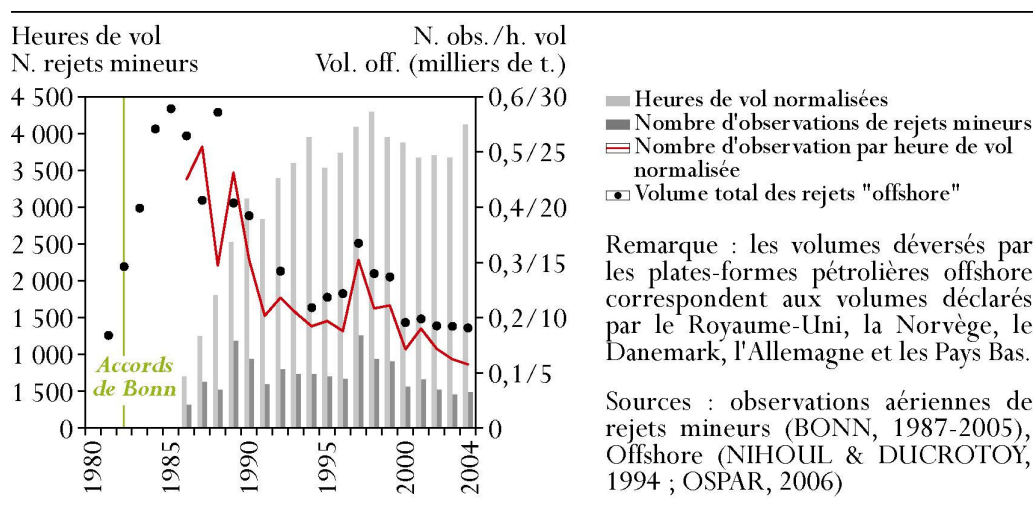 Heures de vol
N. rejets mineurs
N. obs./h. vol
Vol. off. (milliers de t.)
4 500
4 000
3 500
3 000
2 500
2 000
1 500
1 000
1 500
0
0,6/30
0,5/25
0,4/20
0,3/15
0,2/10
0,1/5
0
Accords
de Bonn
1980
1985
1990
1995
2000
2004
Heures de vol normalisées
Nombre d'observations de rejets mineurs
Nombre d'observation par heure de vol
normalisée
Volume total des rejets "offshore"
Remarque : les volumes déversés par
les plates-formes pétrolières offshore
correspondent aux volumes déclarés
par le Royaume-Uni, la Norvège, le
Danemark, l'Allemagne et les Pays Bas.
Sources : observations aériennes de
rejets mineurs (BONN, 1987-2005),
Offshore (NIHOUL & DUCROTOY,
1994 ; OSPAR, 2006)